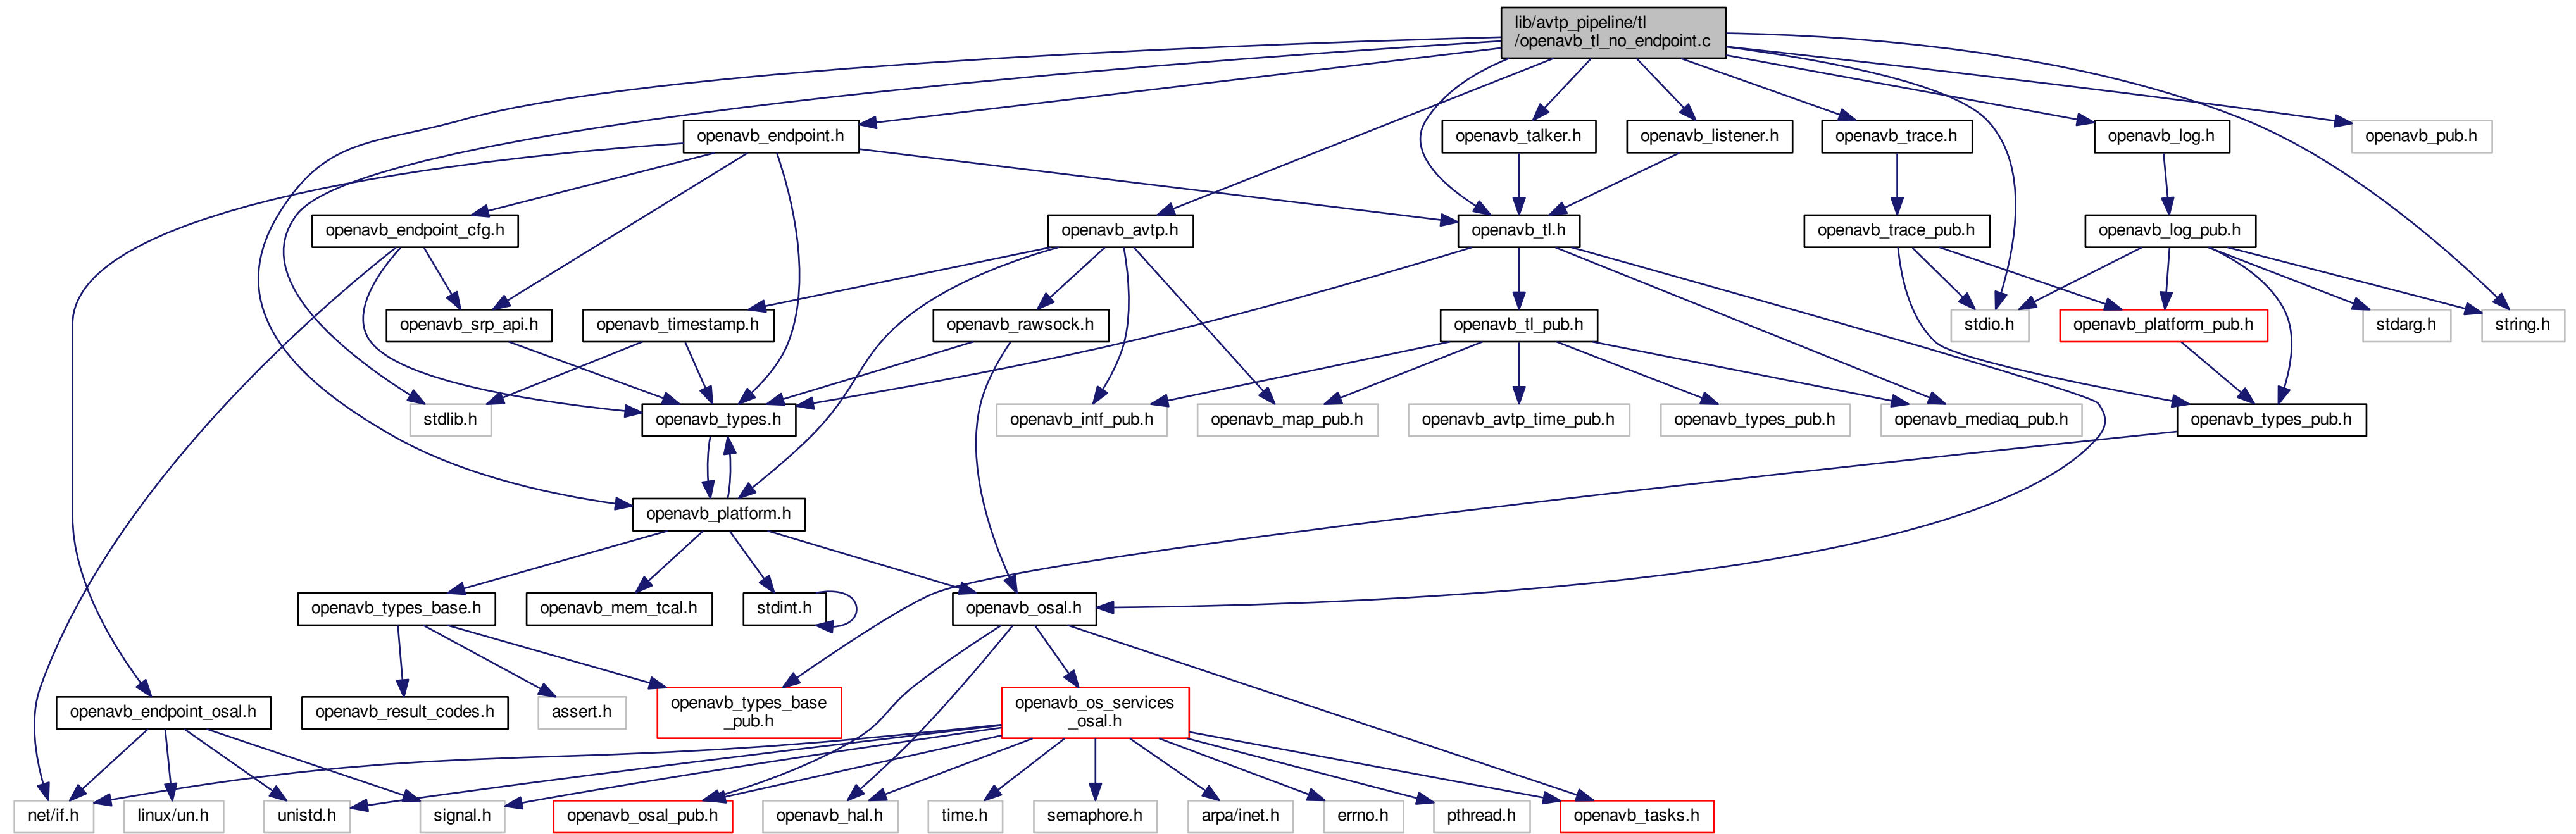 lib/avtp_pipeline/tl
/openavb_tl_no_endpoint.c
openavb_endpoint.h
openavb_talker.h
openavb_listener.h
openavb_trace.h
openavb_log.h
openavb_pub.h
openavb_endpoint_cfg.h
openavb_avtp.h
openavb_tl.h
openavb_trace_pub.h
openavb_log_pub.h
openavb_srp_api.h
openavb_timestamp.h
openavb_rawsock.h
openavb_tl_pub.h
stdio.h
openavb_platform_pub.h
stdarg.h
string.h
stdlib.h
openavb_types.h
openavb_intf_pub.h
openavb_map_pub.h
openavb_avtp_time_pub.h
openavb_types_pub.h
openavb_mediaq_pub.h
openavb_types_pub.h
openavb_platform.h
openavb_types_base.h
openavb_mem_tcal.h
stdint.h
openavb_osal.h
openavb_endpoint_osal.h
openavb_result_codes.h
assert.h
openavb_types_base
_pub.h
openavb_os_services
_osal.h
net/if.h
linux/un.h
unistd.h
signal.h
openavb_osal_pub.h
openavb_hal.h
time.h
semaphore.h
arpa/inet.h
errno.h
pthread.h
openavb_tasks.h